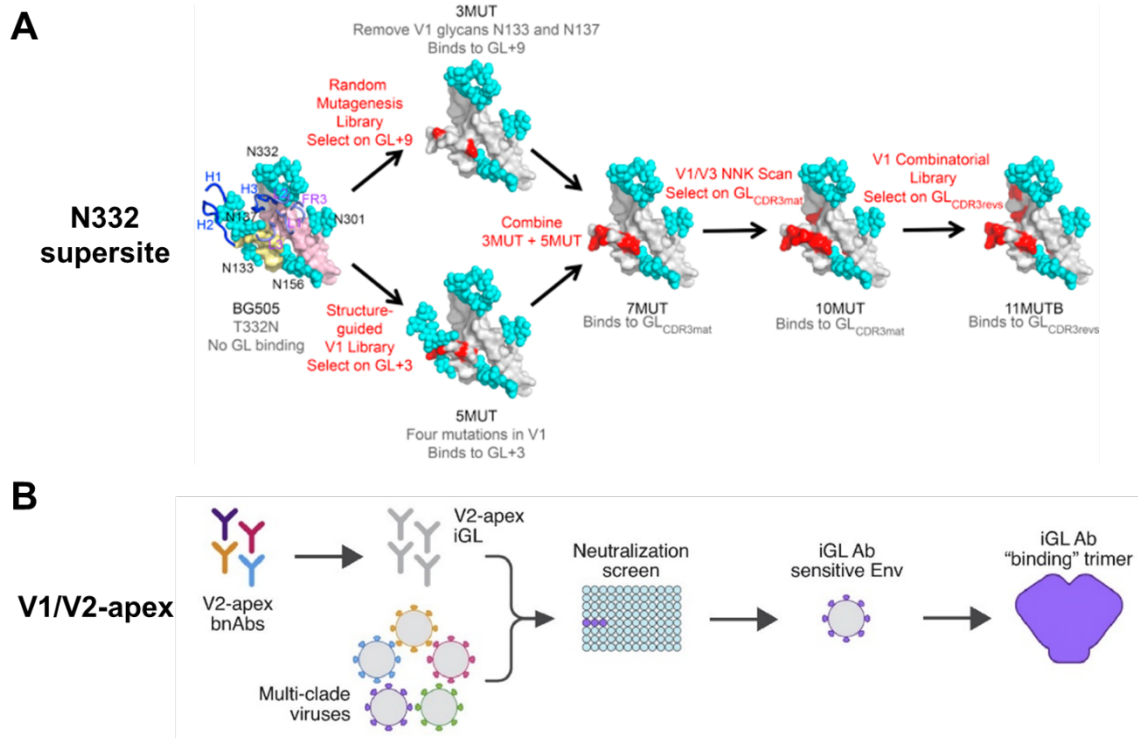 A
N332
supersite
3MUT
Remove V1 glycans N133 and N137
Binds to GL+9
Random
Mutagenesis
Library
Select on GL+9
N332
H1
H3
FR3
H2
N137
N301
N133
N156
BG505
T332N
No GL binding
Structure-
guided
V1 Library
Select on GL+3
5MUT
Four mutations in V1
Binds to GL+3
Combine
3MUT + 5MUT
7MUT
Binds to GLCDR3mat
V1/V3 NNK Scan
Select on GLCDR3mat
10MUT
Binds to GLCDR3mat
V1 Combinatorial
Library
Select on GLCDR3revs
11MUTB
Binds to GLCDR3revs
B
V1/V2-apex
V2-apex
bnAbs
V2-apex
iGL
Multi-clade
viruses
Neutralization
screen
iGL Ab
sensitive Env
iGL Ab
“binding” trimer